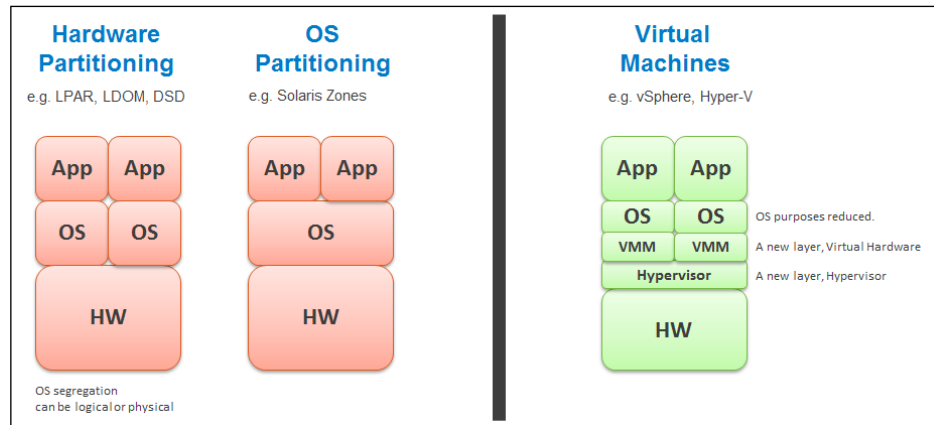 Hardware
Partitioning
e.g. LPAR, LDOM, DSD
App App
OS OS
HW
OS segregation
can be logical or physical
OS
Partitioning
e.g. Solaris Zones
App App
OS
HW
Virtual
Machines
e.g. vSphere, Hyper-V
App App
OS OS OS purposes reduced.
VMM VMM A new layer, Virtual Hardware
Hypervisor A new layer, Hypervisor
HW